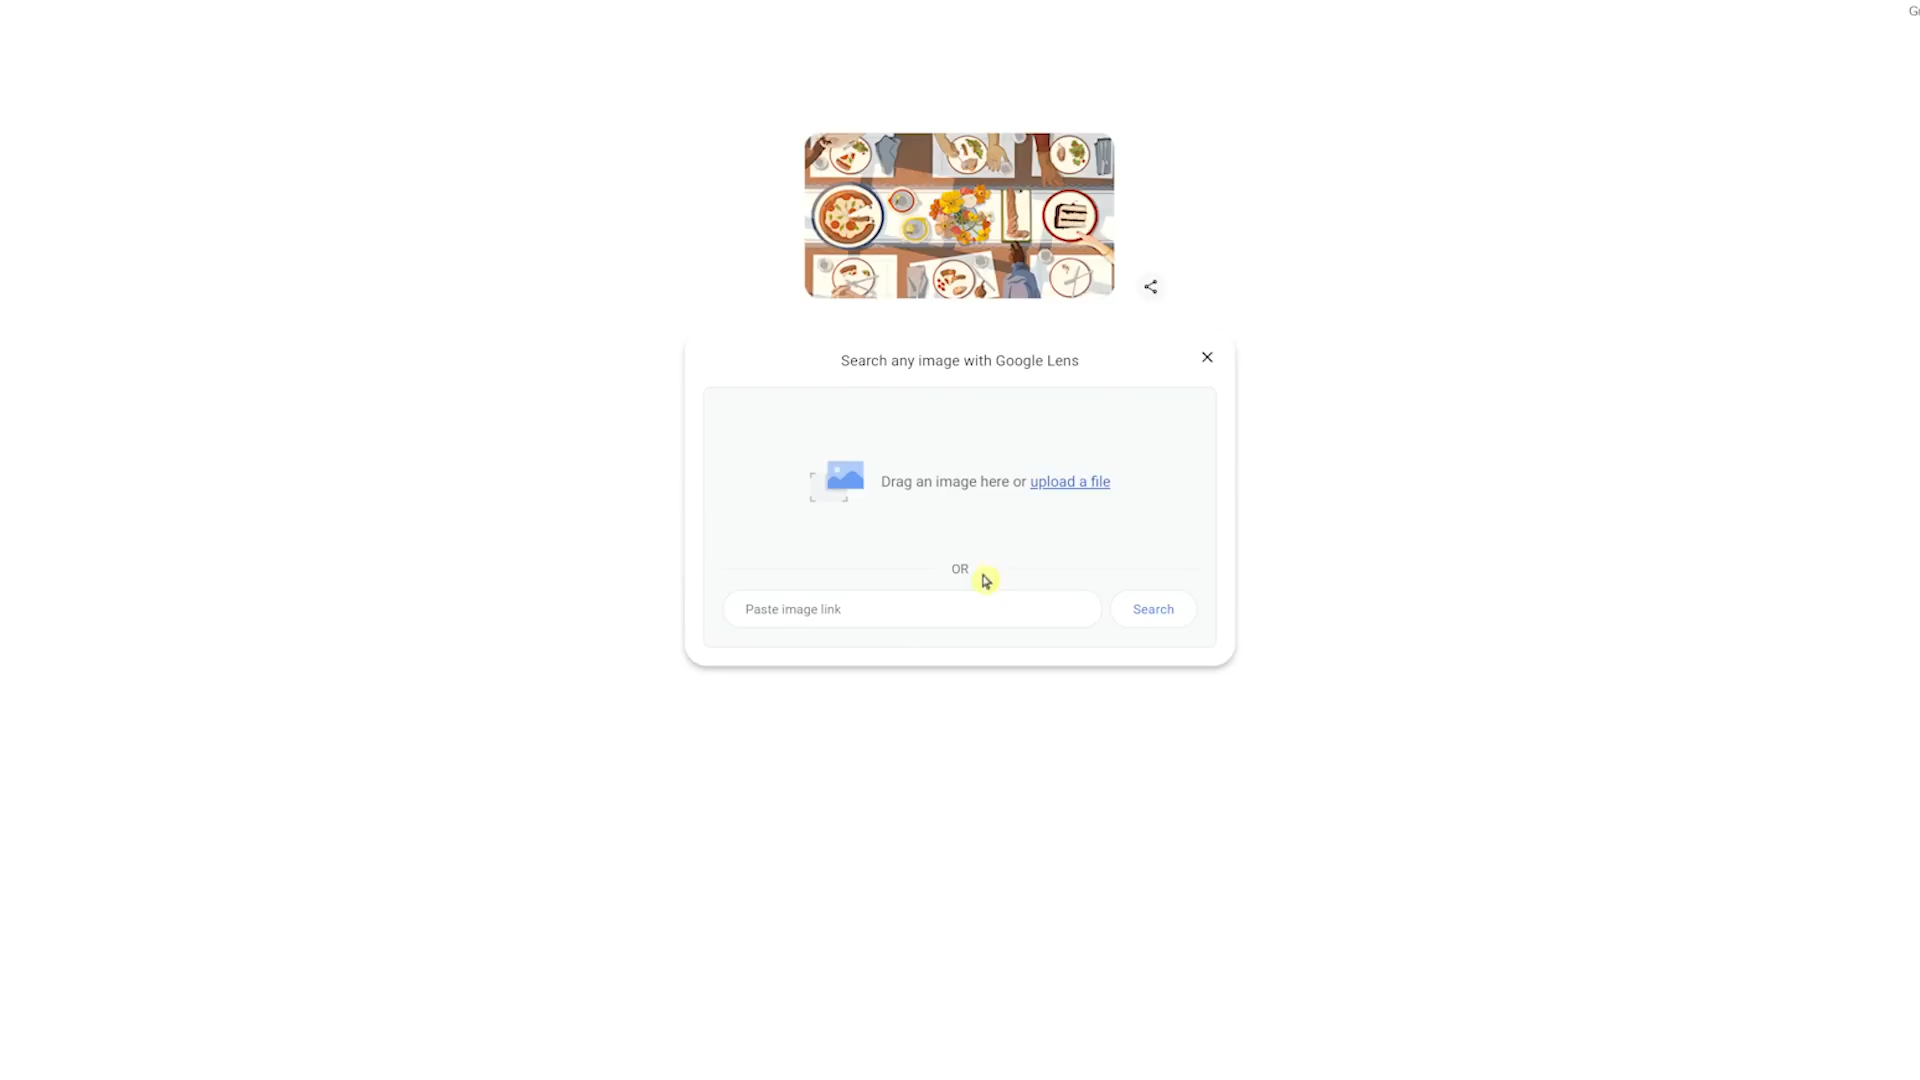 Search any image with Google Lens
Drag an image here or upload a file
OR
Paste image link
Search